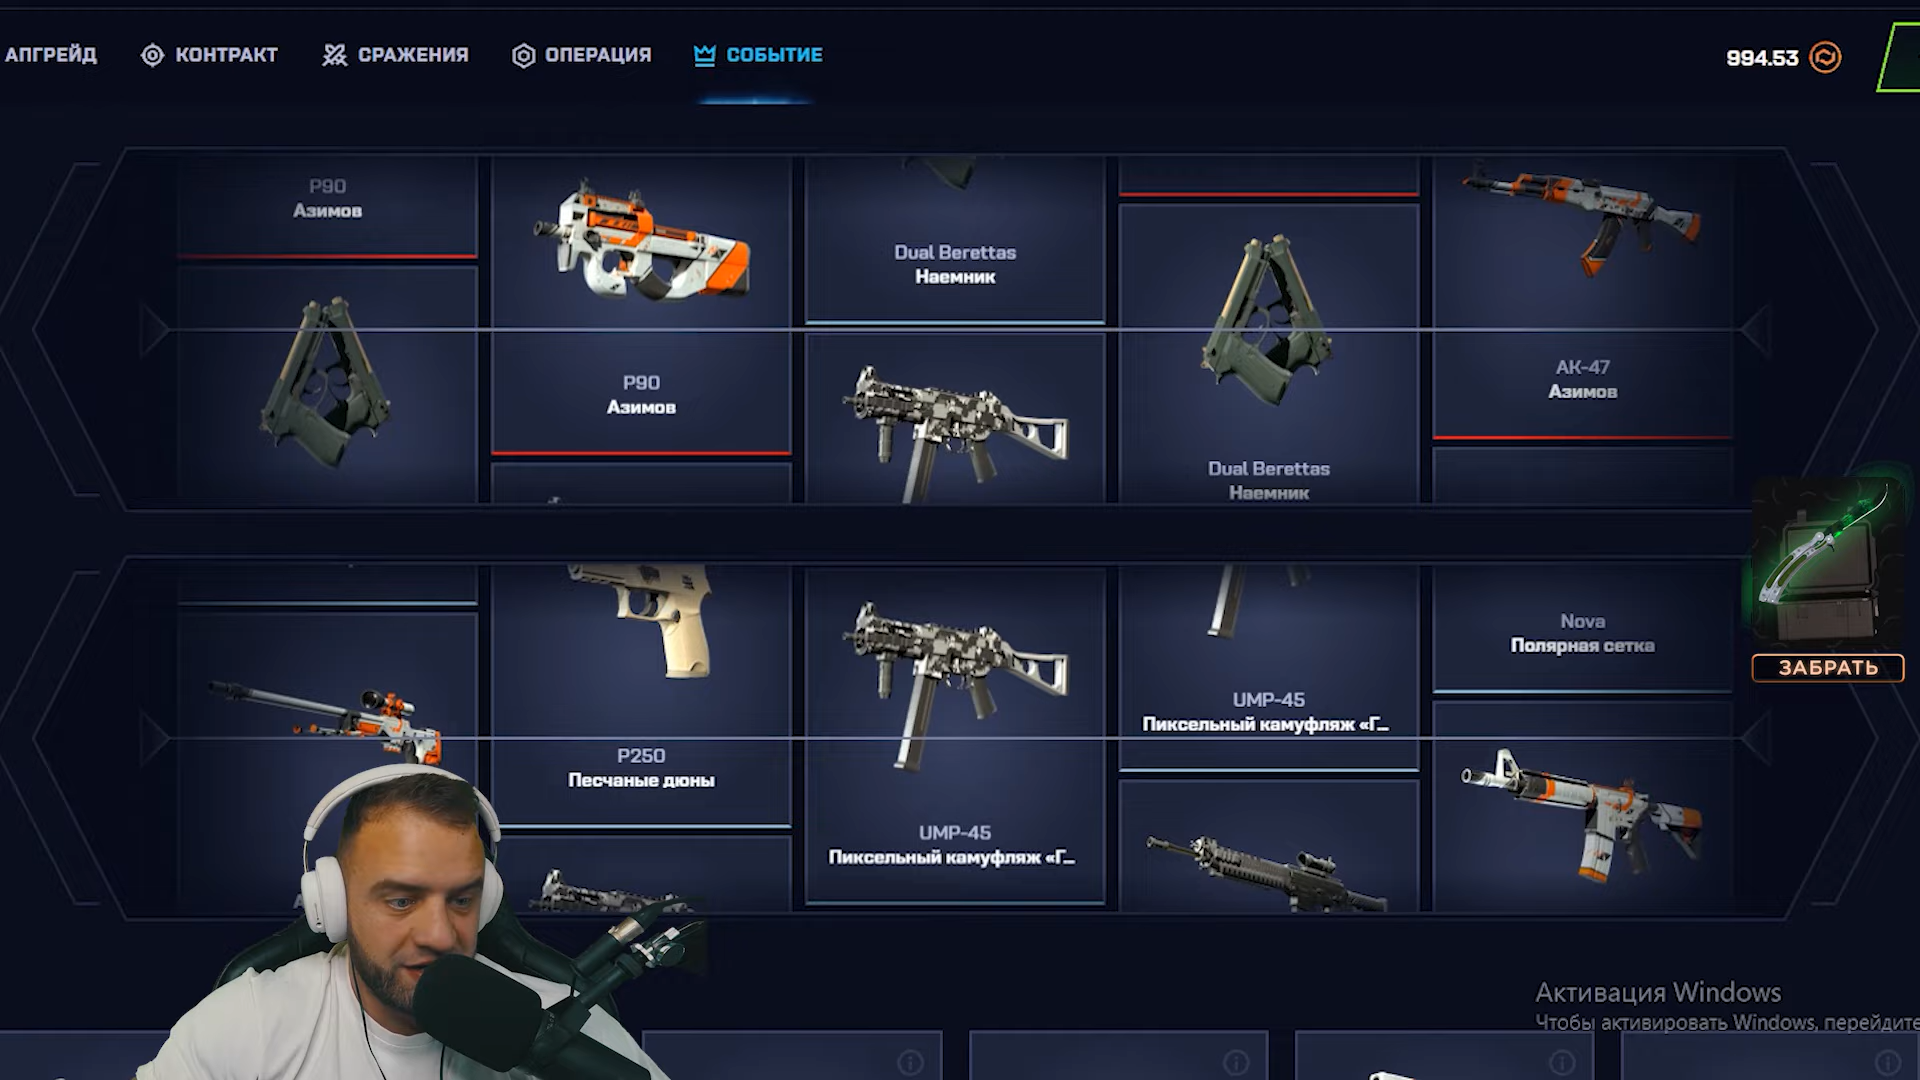 АПГРЕЙД
КОНТРАКТ
СРАЖЕНИЯ
ОПЕРАЦИЯ
СОБЫТИЕ
994.53
P90
Азимов
P90
Азимов
Dual Berettas
Наемник
Dual Berettas
Наемник
AK-47
Азимов
P250
Песчаные дюны
UMP-45
Пиксельный камуфляж «Г...
UMP-45
Пиксельный камуфляж «Г...
Nova
Полярная сетка
ЗАБРАТЬ
Активация Windows
Чтобы активировать Windows, перейдите